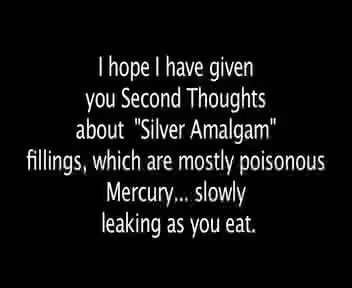 I hope I have given
you Second Thoughts
about "Silver Amalgam"
fillings, which are mostly poisonous
Mercury... slowly
leaking as you eat.